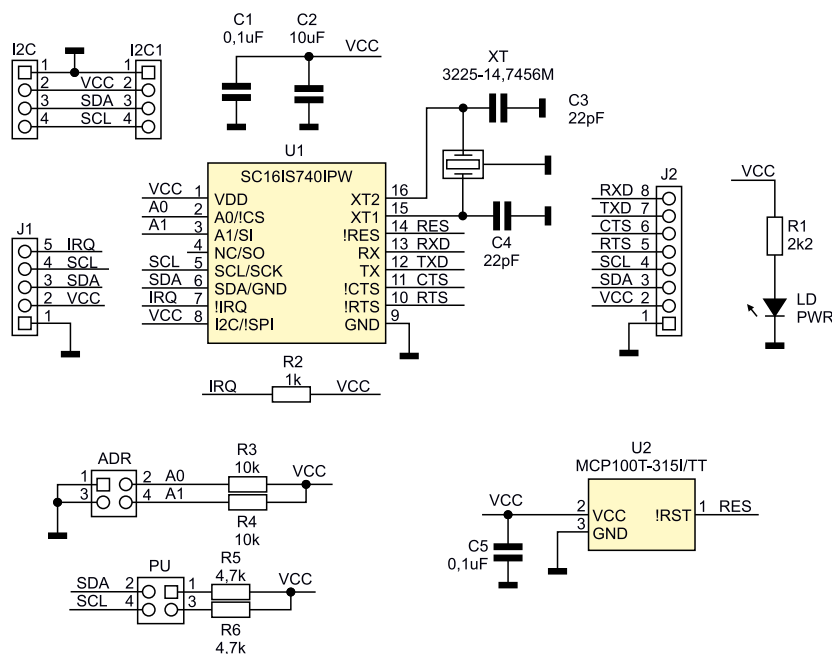 I2C
I2C1
1 1
2 VCC 2
3 SDA 3
4 SCL 4
C1
0,1uF
C2
10uF
VCC
XT
3225-14,7456M
C3
22pF
C4
22pF
U1
SC16IS740IPW
VCC 1 VDD
A0 2 A0/!CS
A1 3 A1/SI
4 NC/SO
SCL 5 SCL/SCK
SDA 6 SDA/GND
IRQ 7 !IRQ
VCC 8 I2C/!SPI
XT2 16
XT1 15
!RES 14 RES
RX 13 RXD
TX 12 TXD
!CTS 11 CTS
!RTS 10 RTS
GND 9
J1
5 IRQ
4 SCL
3 SDA
2 VCC
1
J2
RXD 8
TXD 7
CTS 6
RTS 5
SCL 4
SDA 3
VCC 2
1
VCC
R1
2k2
LD
PWR
R2
IRQ 1k VCC
ADR
1 2 A0
3 4 A1
R3
10k
VCC
R4
10k
PU
SDA 2 1
SCL 4 3
R5
4,7k
VCC
R6
4,7k
U2
MCP100T-315I/TT
VCC 2 VCC
3 GND
!RST 1 RES
C5
0,1uF